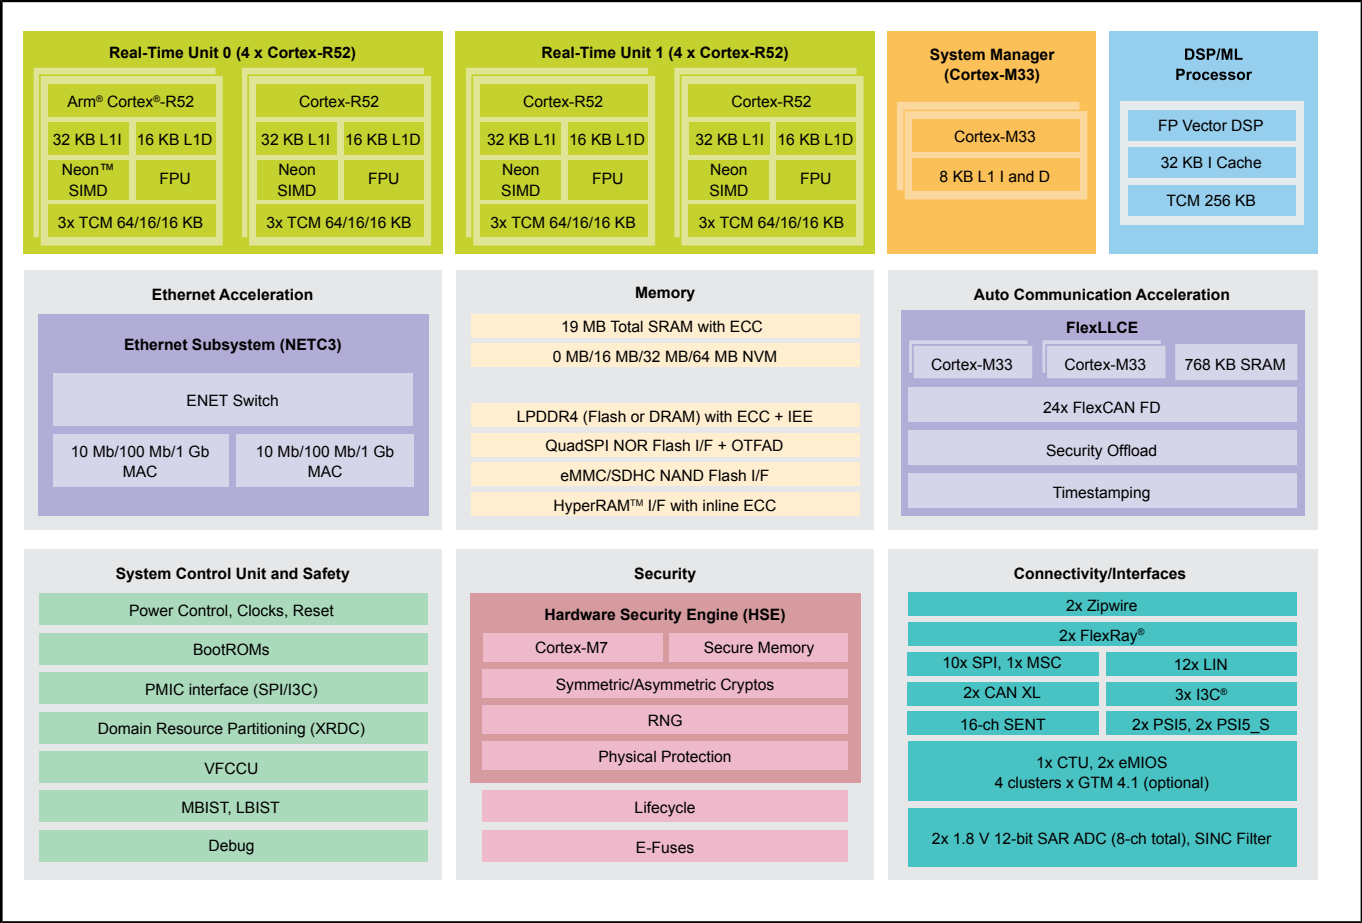 Real-Time Unit 0 (4 x Cortex-R52)
Arm® Cortex®-R52
32 KB L1I
16 KB L1D
Neon™
SIMD
FPU
3x TCM 64/16/16 KB
Cortex-R52
32 KB L1I
16 KB L1D
Neon
SIMD
FPU
3x TCM 64/16/16 KB
Real-Time Unit 1 (4 x Cortex-R52)
Cortex-R52
32 KB L1I
16 KB L1D
Neon
SIMD
FPU
3x TCM 64/16/16 KB
Cortex-R52
32 KB L1I
16 KB L1D
Neon
SIMD
FPU
3x TCM 64/16/16 KB
System Manager
(Cortex-M33)
Cortex-M33
8 KB L1 I and D
DSP/ML
Processor
FP Vector DSP
32 KB I Cache
TCM 256 KB
Ethernet Acceleration
Ethernet Subsystem (NETC3)
ENET Switch
10 Mb/100 Mb/1 Gb
MAC
10 Mb/100 Mb/1 Gb
MAC
Memory
19 MB Total SRAM with ECC
0 MB/16 MB/32 MB/64 MB NVM
LPDDR4 (Flash or DRAM) with ECC + IEE
QuadSPI NOR Flash I/F + OTFAD
eMMC/SDHC NAND Flash I/F
HyperRAM™ I/F with inline ECC
Auto Communication Acceleration
FlexLLCE
Cortex-M33
Cortex-M33
768 KB SRAM
24x FlexCAN FD
Security Offload
Timestamping
System Control Unit and Safety
Power Control, Clocks, Reset
BootROMs
PMIC interface (SPI/I3C)
Domain Resource Partitioning (XRDC)
VFCCU
MBIST, LBIST
Debug
Security
Hardware Security Engine (HSE)
Cortex-M7
Secure Memory
Symmetric/Asymmetric Cryptos
RNG
Physical Protection
Lifecycle
E-Fuses
Connectivity/Interfaces
2x Zipwire
2x FlexRay®
10x SPI, 1x MSC
12x LIN
2x CAN XL
3x I3C®
16-ch SENT
2x PSI5, 2x PSI5_S
1x CTU, 2x eMIOS
4 clusters x GTM 4.1 (optional)
2x 1.8 V 12-bit SAR ADC (8-ch total), SINC Filter